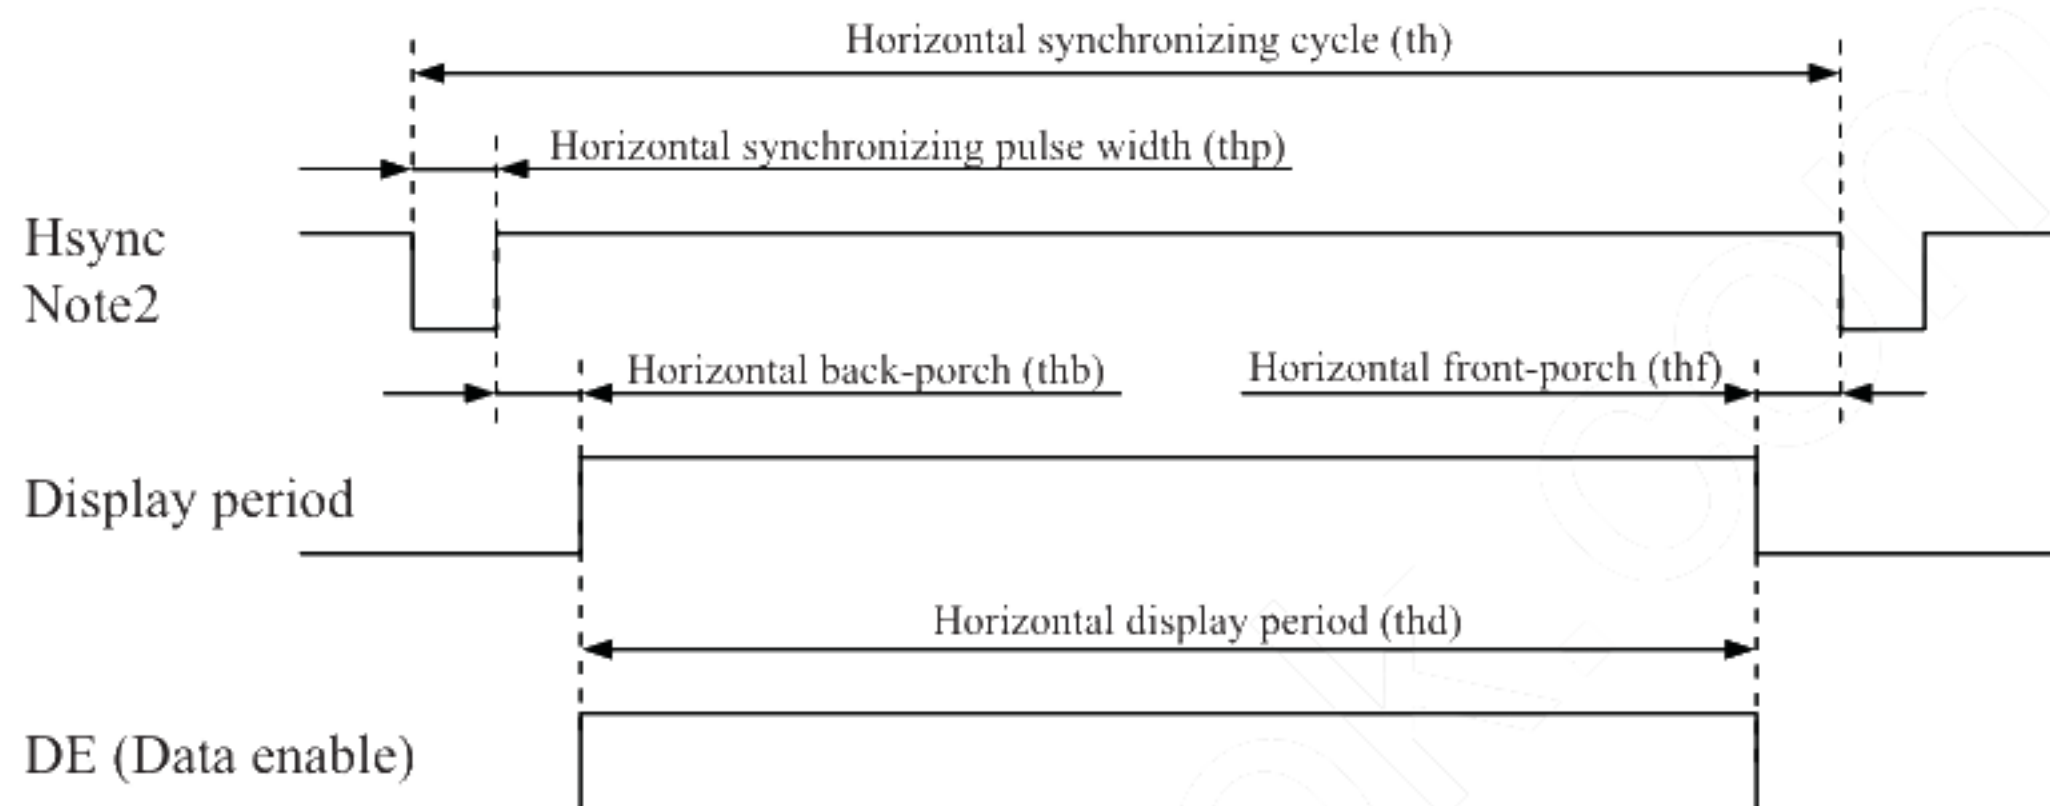 Horizontal synchronizing cycle (th)
Horizontal synchronizing pulse width (thp)
Hsync
Note2
Horizontal back-porch (thb)
Horizontal front-porch (thf)
Display period
Horizontal display period (thd)
DE (Data enable)